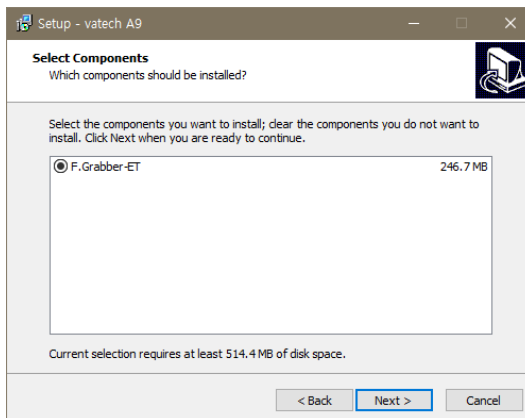 Setup - vatech A9
Select Components
Which components should be installed?
Select the components you want to install; clear the components you do not want to
install. Click Next when you are ready to continue.
F.Grabber-ET 246.7 MB
Current selection requires at least 514.4 MB of disk space.
< Back Next > Cancel